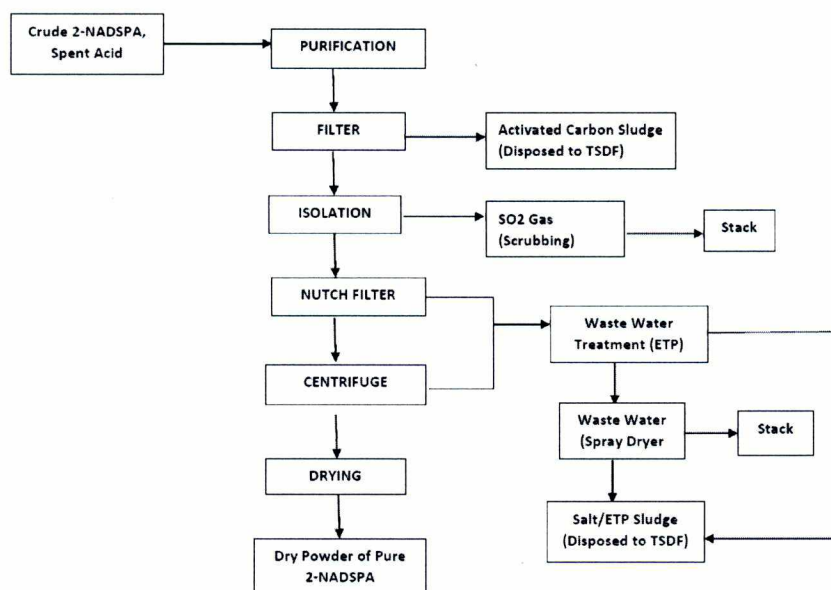 Crude 2-NADSPA,
Spent Acid
PURIFICATION
FILTER
Activated Carbon Sludge
(Disposed to TSDF)
ISOLATION
SO2 Gas
(Scrubbing)
Stack
NUTCH FILTER
Waste Water
Treatment (ETP)
CENTRIFUGE
Waste Water
(Spray Dryer
Stack
DRYING
Salt/ETP Sludge
(Disposed to TSDF)
Dry Powder of Pure
2-NADSPA